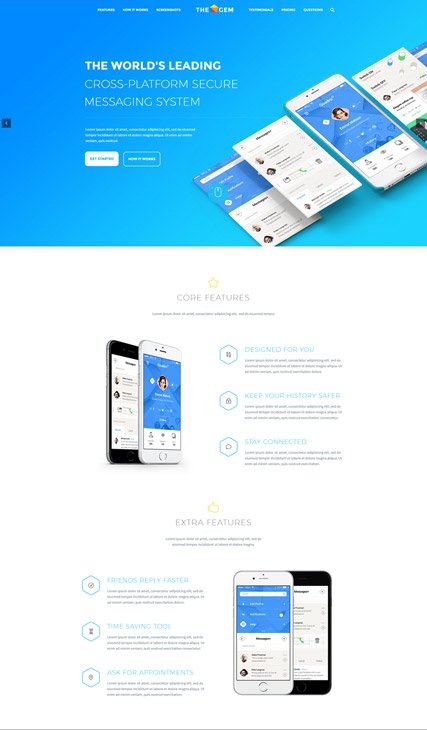 FEATURES HOW IT WORKS SCREENSHOTS THE GEM TESTIMONIALS PRICING QUESTIONS
THE WORLD'S LEADING
CROSS-PLATFORM SECURE
MESSAGING SYSTEM
Lorem ipsum dolor sit amet, consectetur adipisicing elit, sed do eiusmod
tempor incididunt ut labore et dolore magna aliqua. Ut enim ad minim veniam,
quis nostrud
GET STARTED HOW IT WORKS
CORE FEATURES
Lorem ipsum dolor sit amet, consectetur adipisicing elit, sed do eiusmod tempor
DESIGNED FOR YOU
Lorem ipsum dolor sit amet, consectetur adipisicing elit, sed do
eiusmod tempor incididunt ut labore et dolore magna aliqua. Ut
enim ad minim veniam, quis nostrud exercitation ullamco.
KEEP YOUR HISTORY SAFER
Lorem ipsum dolor sit amet, consectetur adipisicing elit, sed do
eiusmod tempor incididunt ut labore et dolore magna aliqua. Ut
enim ad minim veniam, quis nostrud exercitation ullamco.
STAY CONNECTED
Lorem ipsum dolor sit amet, consectetur adipisicing elit, sed do
eiusmod tempor incididunt ut labore et dolore magna aliqua. Ut
enim ad minim veniam, quis nostrud exercitation ullamco.
EXTRA FEATURES
Lorem ipsum dolor sit amet, consectetur adipisicing elit, sed do
eiusmod
FRIENDS REPLY FASTER
Lorem ipsum dolor sit amet, consectetur adipisicing elit, sed do
eiusmod tempor incididunt ut labore et dolore magna aliqua. Ut
enim ad minim veniam, quis nostrud exercitation.
TIME SAVING TOOL
Lorem ipsum dolor sit amet, consectetur adipisicing elit, sed do
eiusmod tempor incididunt ut labore et dolore magna aliqua. Ut
enim ad minim veniam, quis nostrud exercitation.
ASK FOR APPOINTMENTS
Lorem ipsum dolor sit amet, consectetur adipisicing elit, sed do
eiusmod tempor incididunt ut labore et dolore magna aliqua. Ut
enim ad minim veniam, quis nostrud exercitation.
Messages